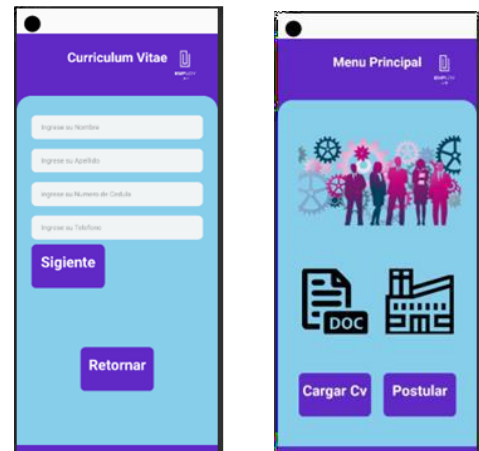 Curriculum Vitae
Ingrese su Nombre
Ingrese su Apellido
Ingrese su Numero de Cedula
Ingrese su Telefono
Sigiente
Retornar
Menu Principal
DOC
Cargar Cv
Postular